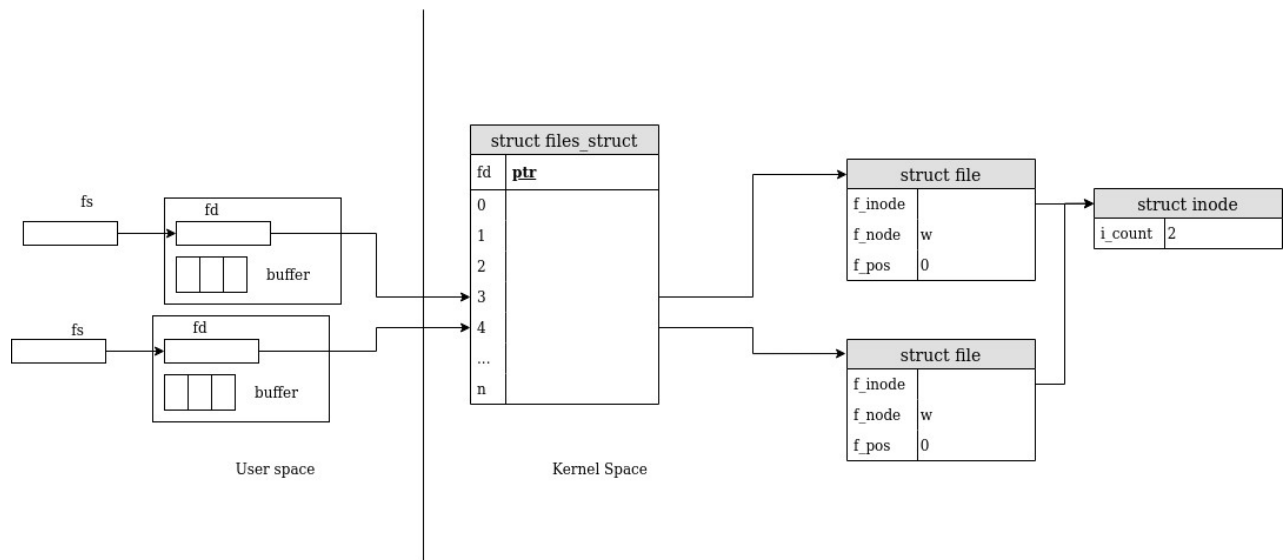 fs
fd
buffer
fs
fd
buffer
User space
struct files_struct
fd ptr
0
1
2
3
4
...
n
Kernel Space
struct file
f_inode
f_node w
f_pos 0
struct file
f_inode
f_node w
f_pos 0
struct inode
i_count 2